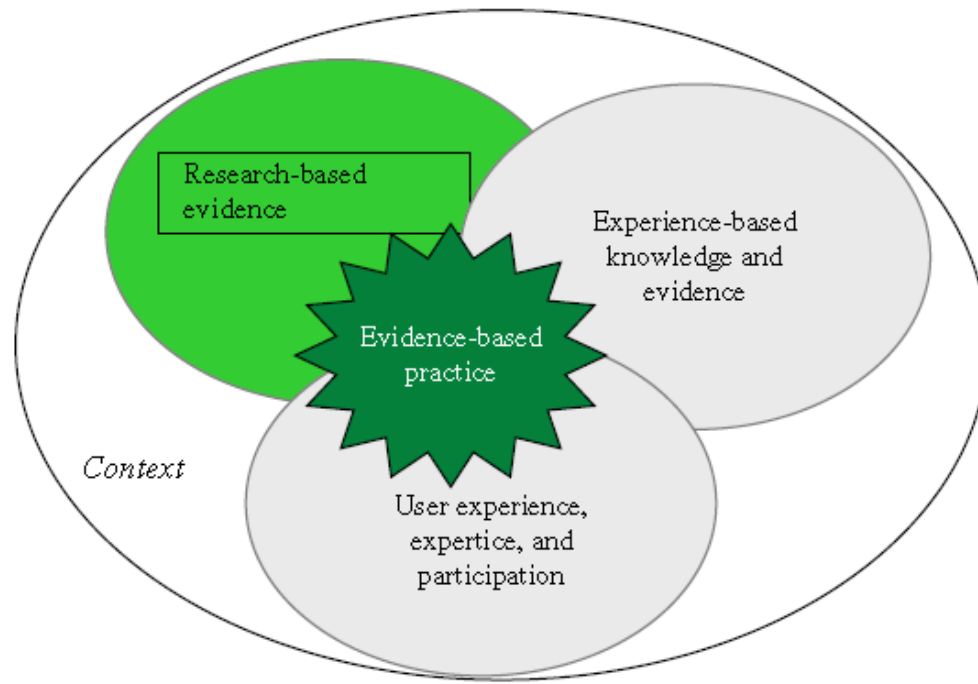 Research-based
evidence
Experience-based
knowledge and
evidence
Evidence-based
practice
Context
User experience,
expertice, and
participation